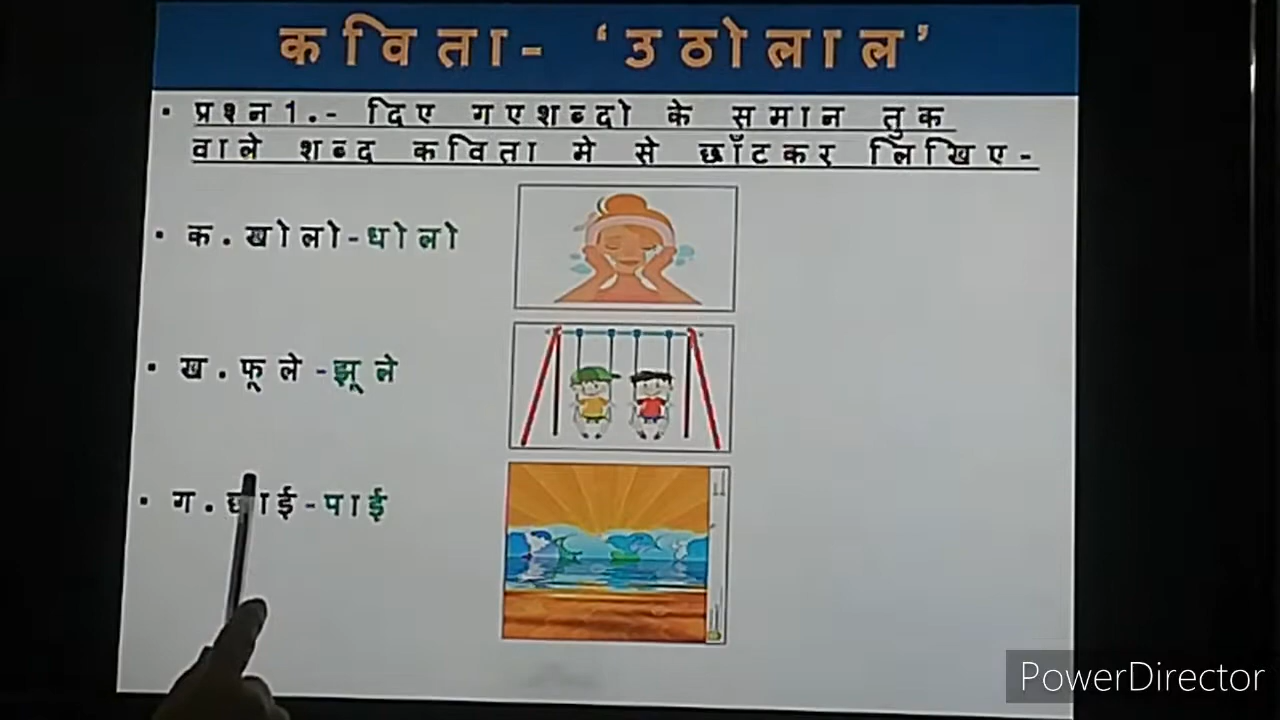 कविता- ‘उठोलाल’
• प्रश्न1.- दिए गएशब्दो के समान तुक
वाले शब्द कविता मे से छाँटकर लिखिए-
• क.खोलो-धोलो
• ख.फूले-झूले
• ग.छाई-पाई
PowerDirector